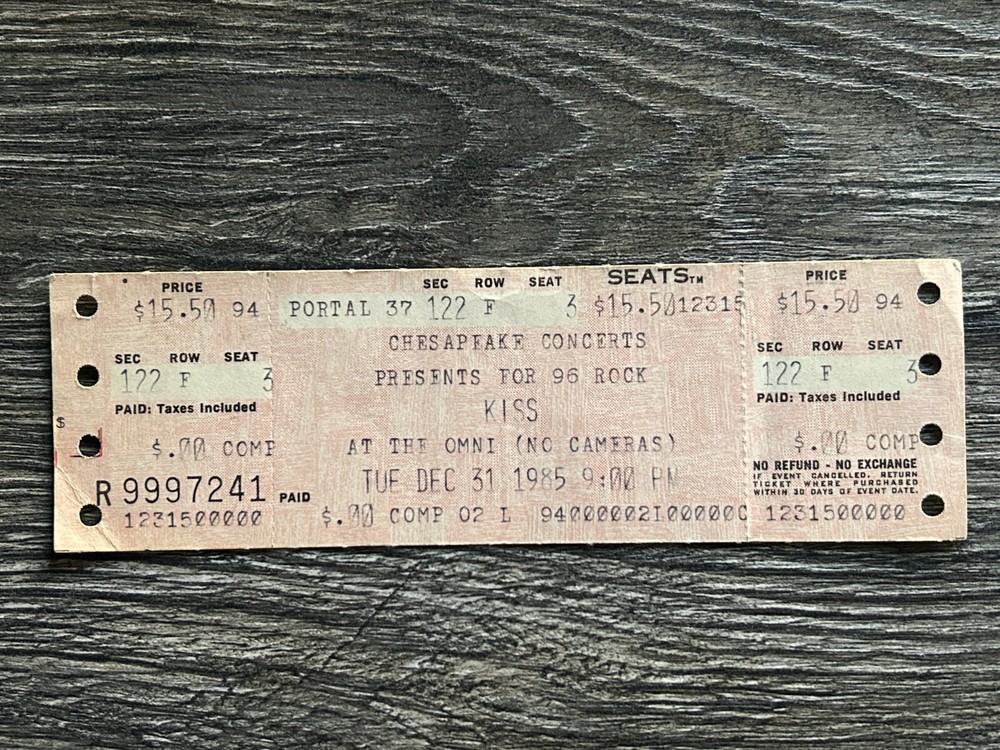 PRICE
$15.50 94
SEC ROW SEAT
122 F 3
PAID: Taxes Included
$
$.00 COMP
R 9997241 PAID
1231500000
SEC ROW SEAT SEATS TM
PORTAL 37 122 F 3 $15.5012315
CHESAPEAKE CONCERTS
PRESENTS FOR 96 ROCK
KISS
AT THE OMNI (NO CAMERAS)
TUE DEC 31 1985 9:00 PM
$.00 COMP 02 L 940000021000000
PRICE
$15.50 94
SEC ROW SEAT
122 F 3
PAID: Taxes Included
$.00 COMP
NO REFUND - NO EXCHANGE
IF EVENT CANCELLED, RETURN
TICKET WHERE PURCHASED
WITHIN 30 DAYS OF EVENT DATE.
1231500000